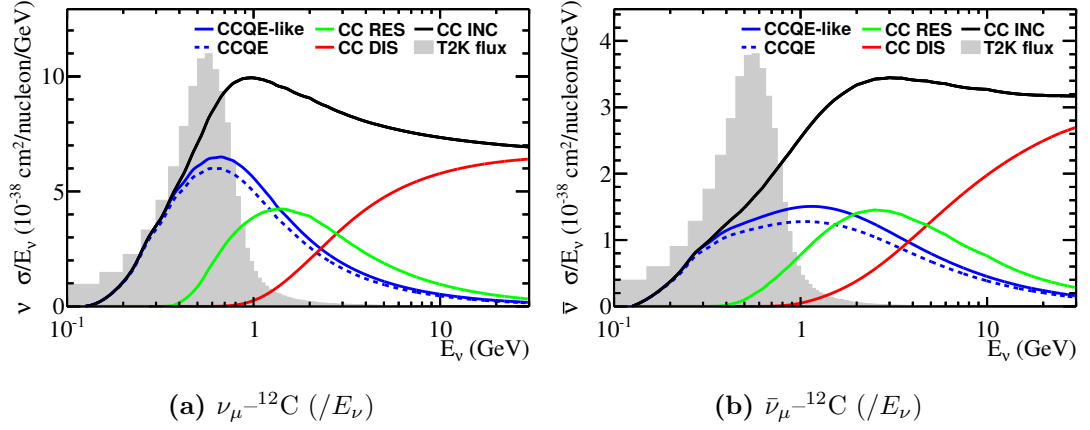 CCQE-like CC RES CC INC
CCQE CC DIS T2K flux
ν σ/Eν (10-38 cm2/nucleon/GeV)
10
5
0
10-1 1 10
Eν (GeV)
(a) νμ–12C (/Eν)
CCQE-like CC RES CC INC
CCQE CC DIS T2K flux
ν̄ σ/Eν (10-38 cm2/nucleon/GeV)
4
3
2
1
0
10-1 1 10
Eν (GeV)
(b) ν̄μ–12C (/Eν)